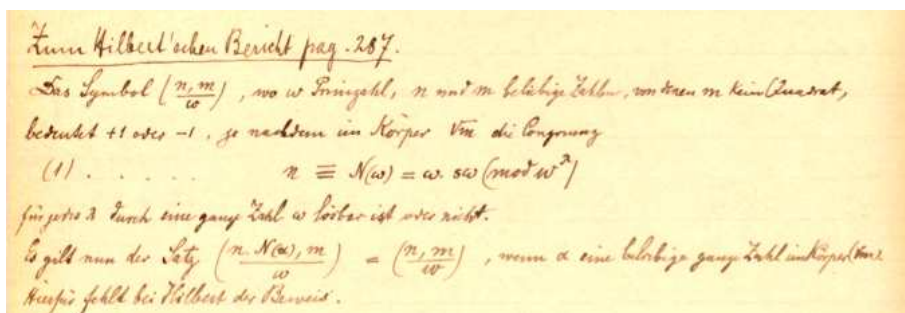 Zum Hilbert'schen Bericht pag. 287.
Das Symbol (n, m / w), wo w Primzahl, n und m beliebige Zahlen, von denen m kein Quadrat,
bedeutet +1 oder -1, je nachdem im Körper √m die Congruenz
(1) . . . . . n ≡ N(ω) = ω. sω (mod w^λ)
für jedes λ durch eine ganze Zahl ω lösbar ist oder nicht.
Es gilt nun der Satz (n. N(α), m / w) = (n, m / w), wenn α eine beliebige ganze Zahl im Körper (√m).
Hierfür fehlt bei Hilbert der Beweis.